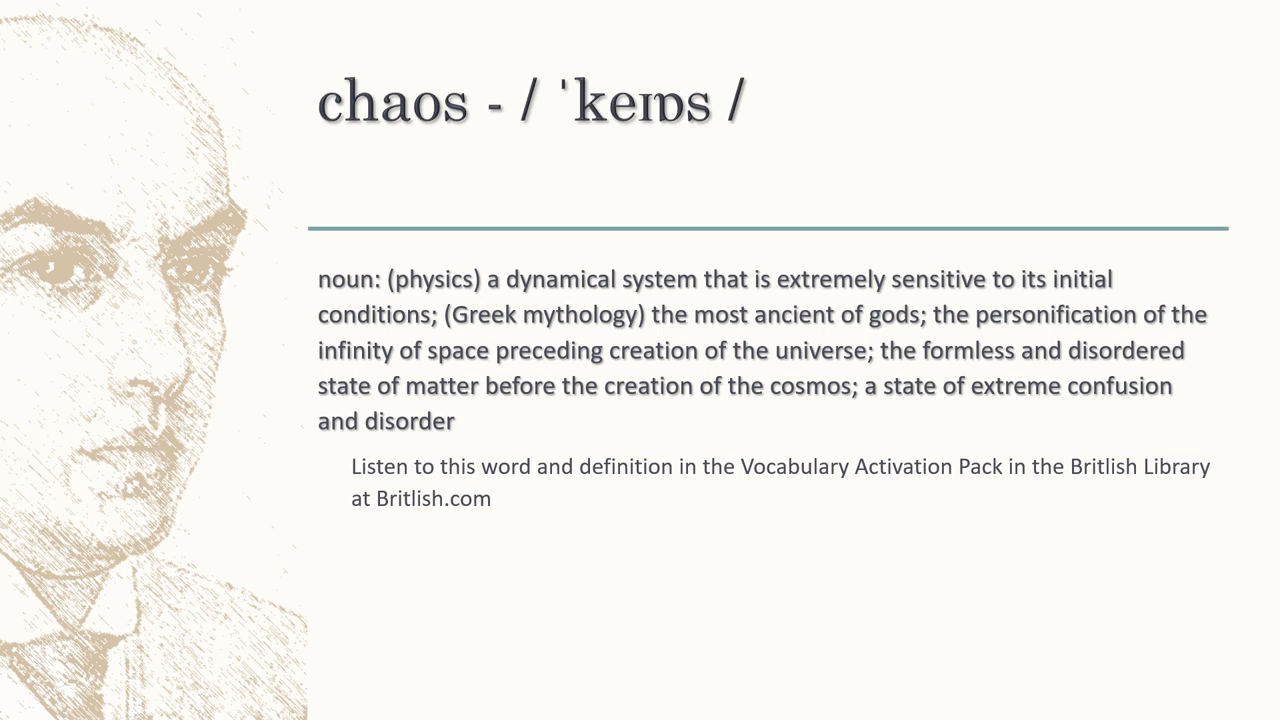 chaos - / ˈkeɪɒs /
noun: (physics) a dynamical system that is extremely sensitive to its initial
conditions; (Greek mythology) the most ancient of gods; the personification of the
infinity of space preceding creation of the universe; the formless and disordered
state of matter before the creation of the cosmos; a state of extreme confusion
and disorder
Listen to this word and definition in the Vocabulary Activation Pack in the Britlish Library
at Britlish.com